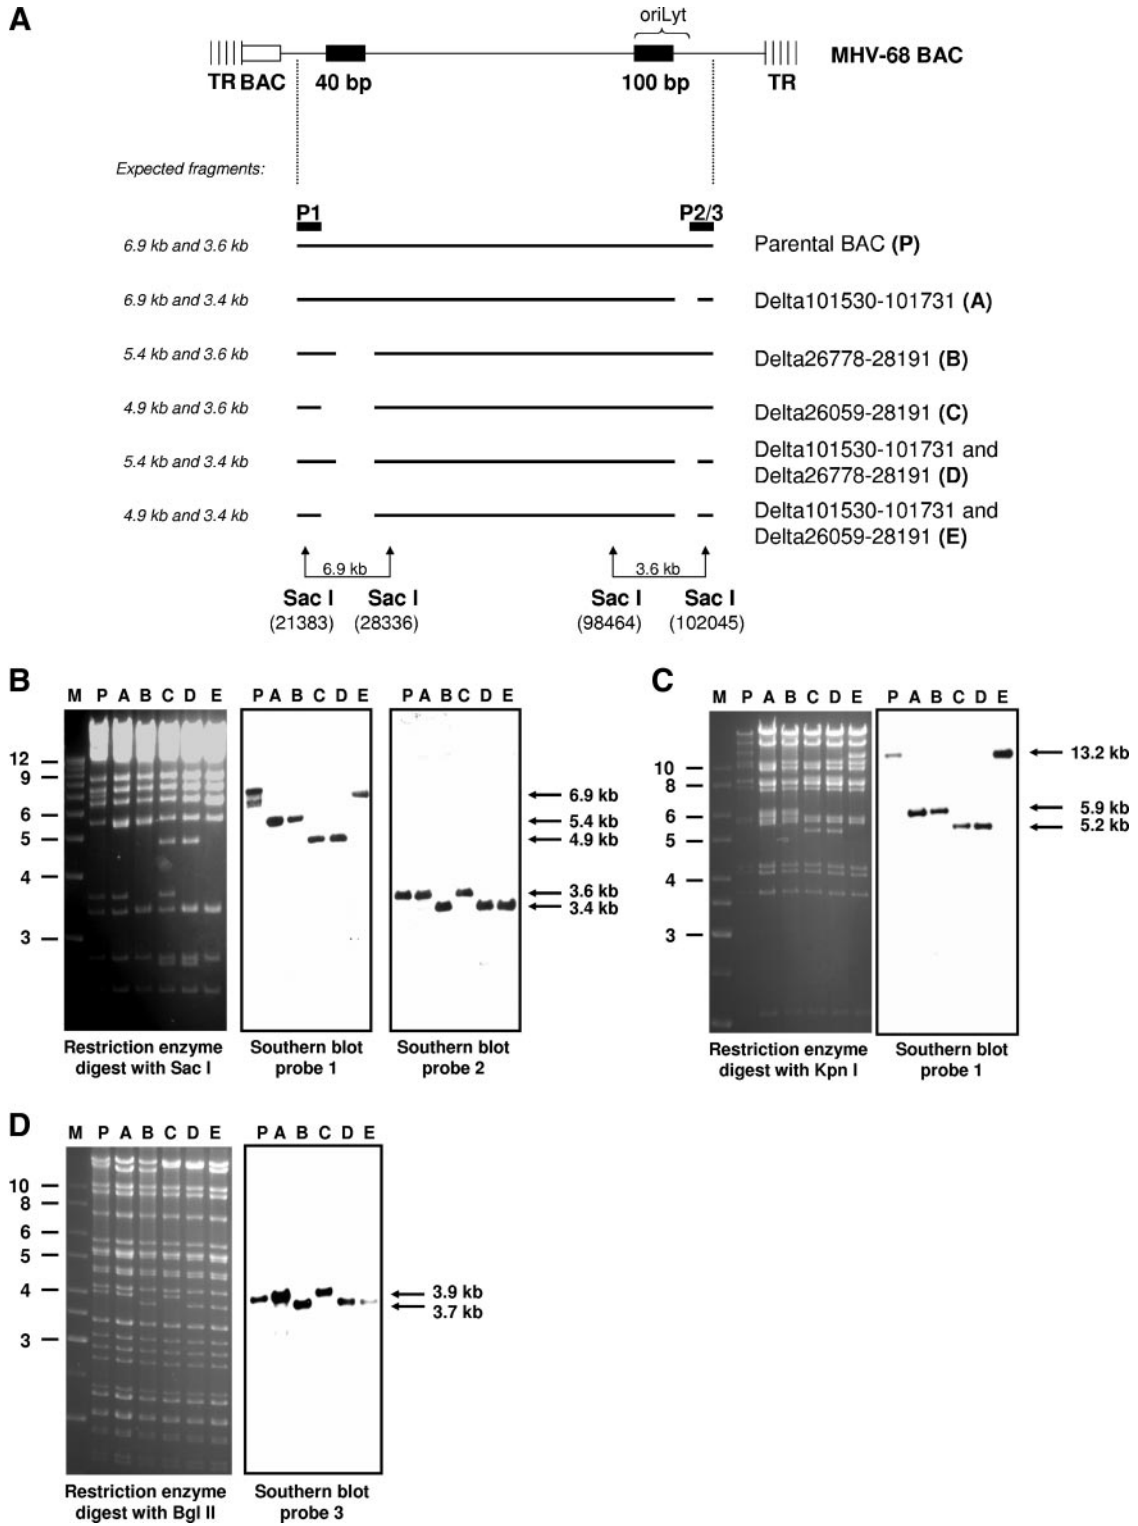 A
oriLyt
MHV-68 BAC
TR BAC 40 bp 100 bp TR
Expected fragments:
P1 P2/3
6.9 kb and 3.6 kb Parental BAC (P)
6.9 kb and 3.4 kb Delta101530-101731 (A)
5.4 kb and 3.6 kb Delta26778-28191 (B)
4.9 kb and 3.6 kb Delta26059-28191 (C)
5.4 kb and 3.4 kb Delta101530-101731 and
Delta26778-28191 (D)
4.9 kb and 3.4 kb Delta101530-101731 and
Delta26059-28191 (E)
6.9 kb 3.6 kb
Sac I Sac I Sac I Sac I
(21383) (28336) (98464) (102045)
B
M P A B C D E
P A B C D E
P A B C D E
12
9
6
5
4
3
6.9 kb
5.4 kb
4.9 kb
3.6 kb
3.4 kb
Restriction enzyme
digest with Sac I
Southern blot
probe 1
Southern blot
probe 2
C
M P A B C D E
P A B C D E
10
8
6
5
4
3
13.2 kb
5.9 kb
5.2 kb
Restriction enzyme
digest with Kpn I
Southern blot
probe 1
D
M P A B C D E
P A B C D E
10
8
6
5
4
3
3.9 kb
3.7 kb
Restriction enzyme
digest with Bgl II
Southern blot
probe 3